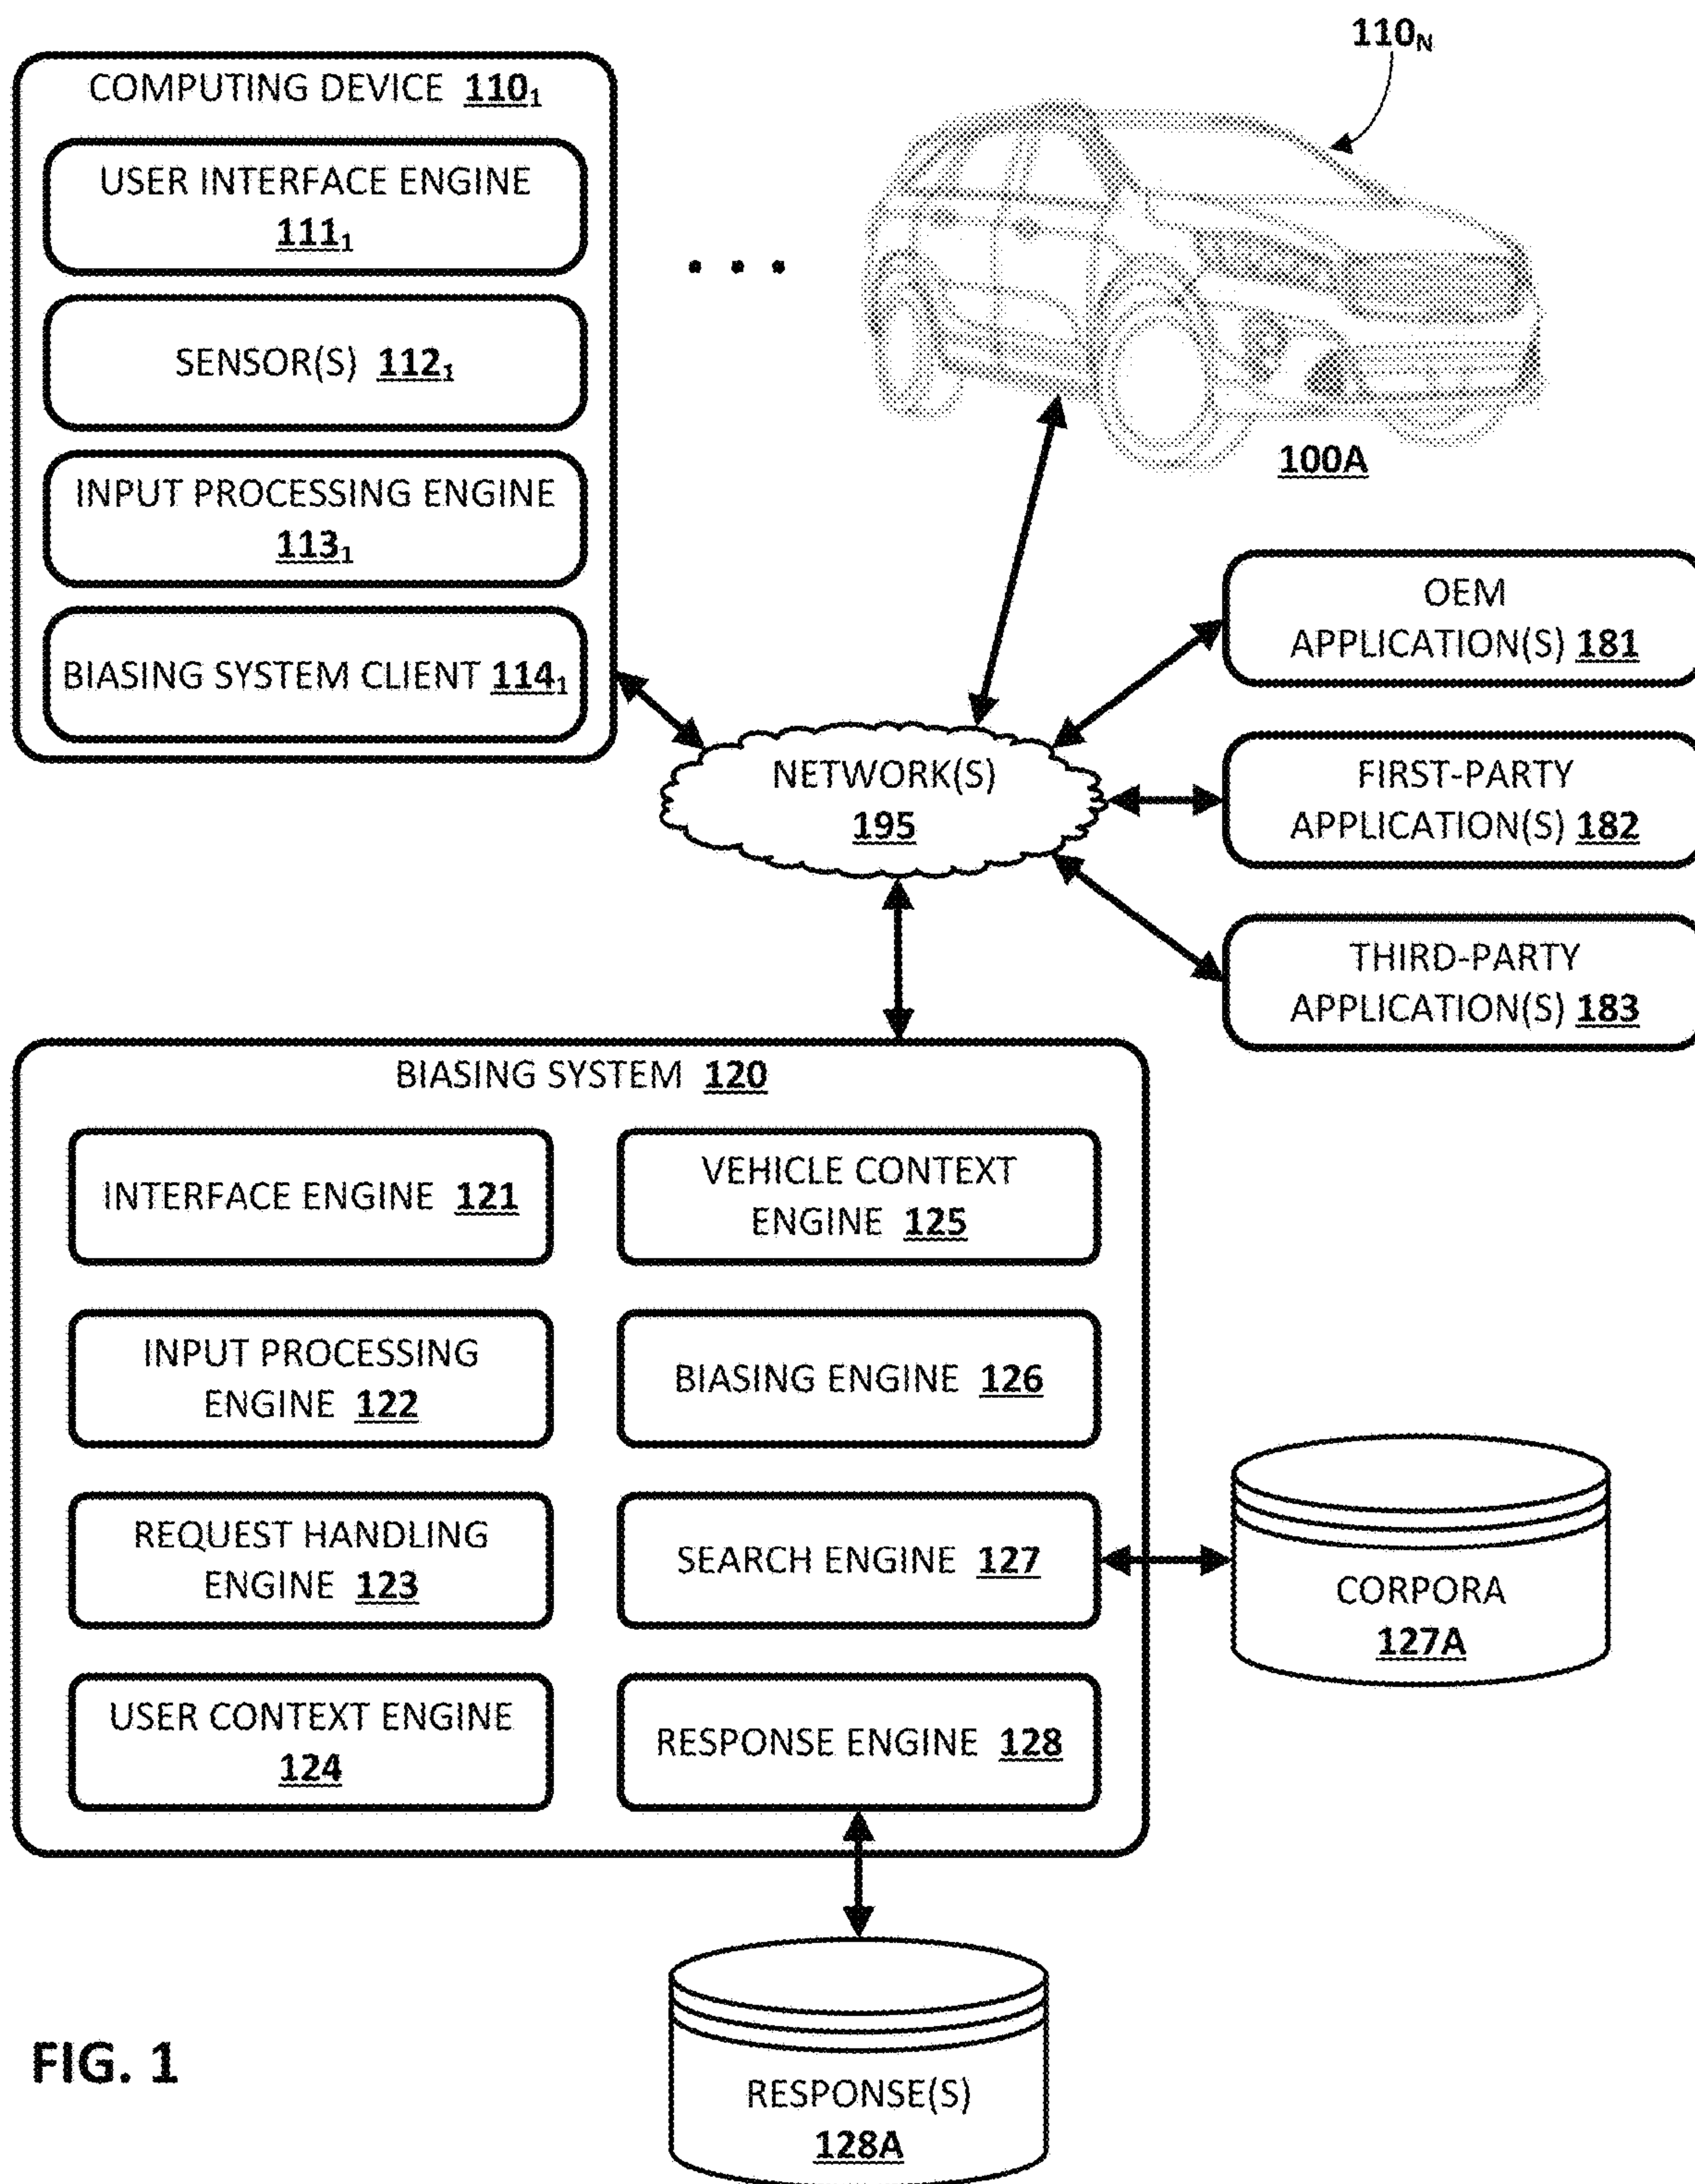 110N
COMPUTING DEVICE 1101
USER INTERFACE ENGINE
1111
SENSOR(S) 1121
INPUT PROCESSING ENGINE
1131
BIASING SYSTEM CLIENT 1141
100A
OEM
APPLICATION(S) 181
FIRST-PARTY
APPLICATION(S) 182
THIRD-PARTY
APPLICATION(S) 183
NETWORK(S)
195
BIASING SYSTEM 120
INTERFACE ENGINE 121
VEHICLE CONTEXT
ENGINE 125
INPUT PROCESSING
ENGINE 122
BIASING ENGINE 126
REQUEST HANDLING
ENGINE 123
SEARCH ENGINE 127
CORPORA
127A
USER CONTEXT ENGINE
124
RESPONSE ENGINE 128
RESPONSE(S)
128A
FIG. 1